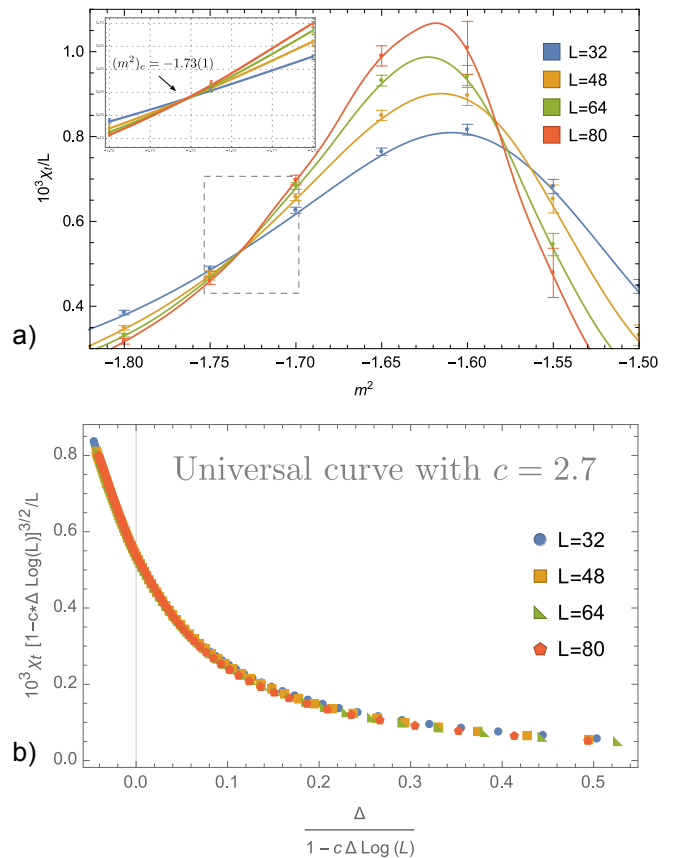 a)
10³χₜ/L
1.0
0.8
0.6
0.4
(m²)c = −1.73(1)
L=32
L=48
L=64
L=80
−1.80 −1.75 −1.70 −1.65 −1.60 −1.55 −1.50
m²
b)
10³χₜ [1−c*Δ Log(L)]^3/2/L
0.8
0.6
0.4
0.2
0.0
Universal curve with c = 2.7
L=32
L=48
L=64
L=80
0.0 0.1 0.2 0.3 0.4 0.5
Δ
1 − c Δ Log (L)